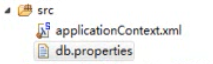 src
applicationContext.xml
db.properties